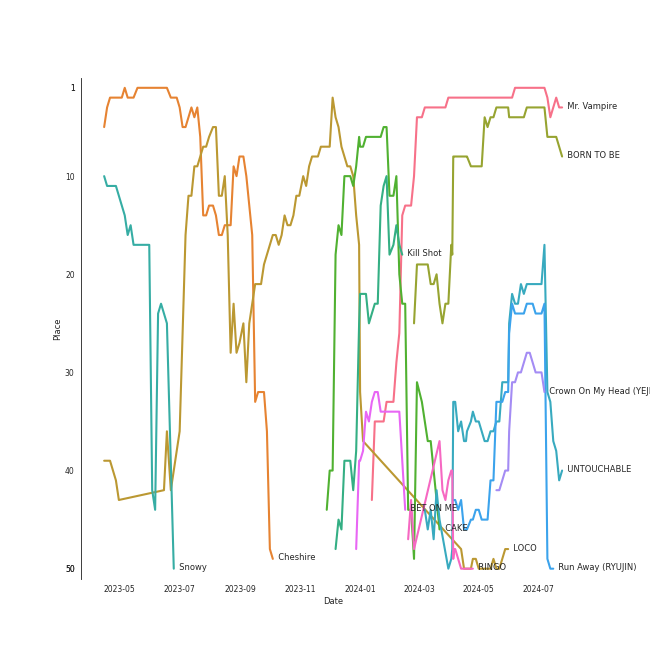 1
Mr. Vampire
BORN TO BE
10
Kill Shot
20
Place
30
Crown On My Head (YEJI
40
UNTOUCHABLE
BET ON ME
CAKE
LOCO
Cheshire
50
Snowy
RINGO
Run Away (RYUJIN)
2023-05
2023-07
2023-09
2023-11
2024-01
2024-03
2024-05
2024-07
Date